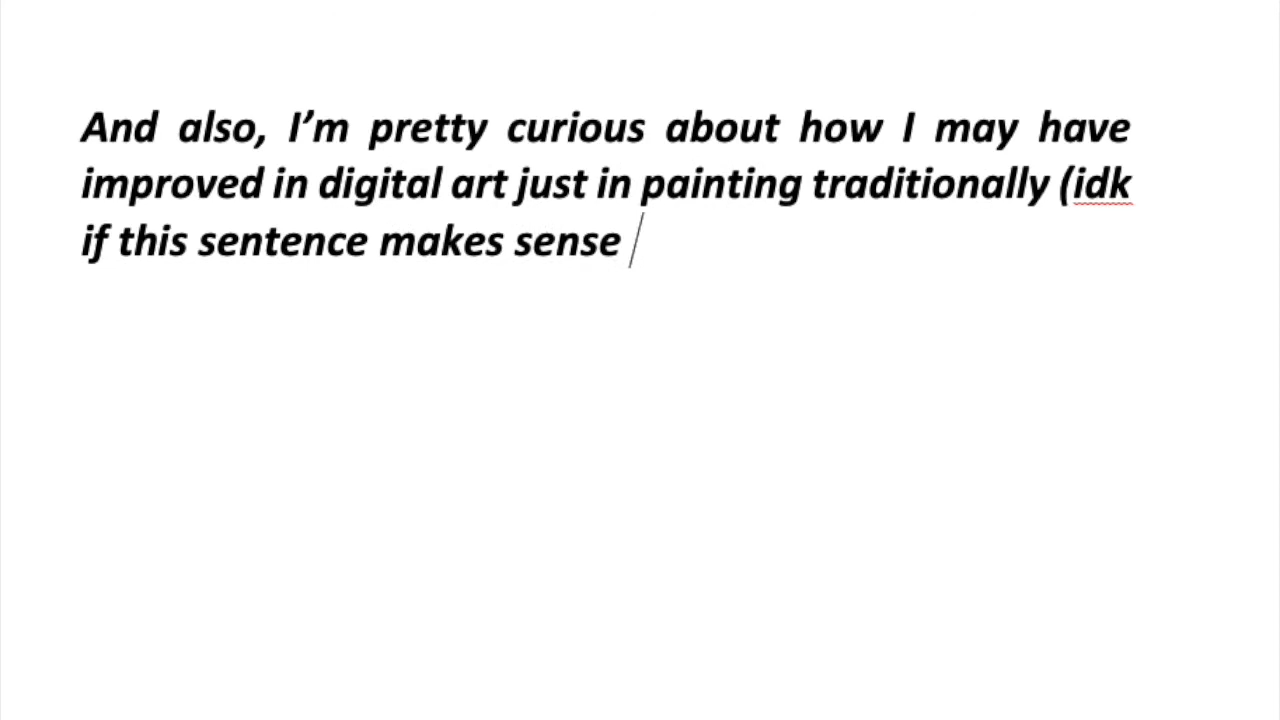 And also, I’m pretty curious about how I may have
improved in digital art just in painting traditionally (idk
if this sentence makes sense